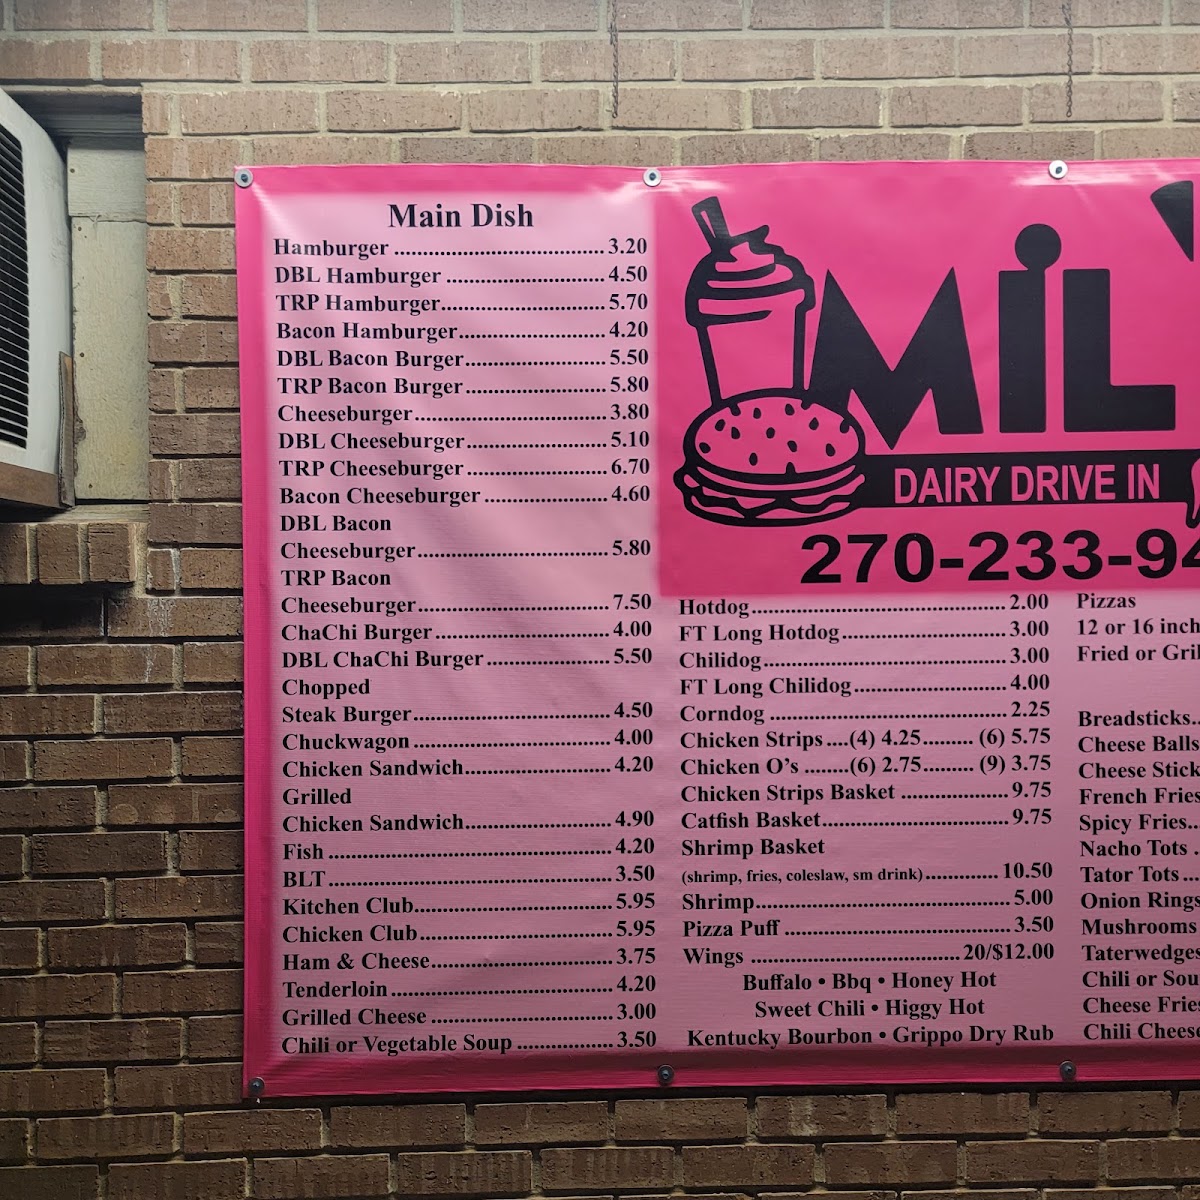 Main Dish
Hamburger ................................... 3.20
DBL Hamburger ........................... 4.50
TRP Hamburger............................ 5.70
Bacon Hamburger......................... 4.20
DBL Bacon Burger........................ 5.50
TRP Bacon Burger ........................ 5.80
Cheeseburger ................................ 3.80
DBL Cheeseburger........................ 5.10
TRP Cheeseburger ........................ 6.70
Bacon Cheeseburger ..................... 4.60
DBL Bacon
Cheeseburger................................ 5.80
TRP Bacon
Cheeseburger ................................ 7.50
ChaChi Burger ............................. 4.00
DBL ChaChi Burger ..................... 5.50
Chopped
Steak Burger................................. 4.50
Chuckwagon ................................. 4.00
Chicken Sandwich........................ 4.20
Grilled
Chicken Sandwich........................ 4.90
Fish ............................................... 4.20
BLT ............................................... 3.50
Kitchen Club................................. 5.95
Chicken Club ................................ 5.95
Ham & Cheese.............................. 3.75
Tenderloin ..................................... 4.20
Grilled Cheese .............................. 3.00
Chili or Vegetable Soup ................ 3.50
MIL'
DAIRY DRIVE IN
270-233-94
Hotdog ........................................... 2.00
FT Long Hotdog ............................ 3.00
Chilidog.......................................... 3.00
FT Long Chilidog .......................... 4.00
Corndog ........................................ 2.25
Chicken Strips ....(4) 4.25......... (6) 5.75
Chicken O's ........(6) 2.75......... (9) 3.75
Chicken Strips Basket .................. 9.75
Catfish Basket................................ 9.75
Shrimp Basket
(shrimp, fries, coleslaw, sm drink)............. 10.50
Shrimp............................................ 5.00
Pizza Puff ...................................... 3.50
Wings ................................... 20/$12.00
Buffalo • Bbq • Honey Hot
Sweet Chili • Higgy Hot
Kentucky Bourbon • Grippo Dry Rub
Pizzas
12 or 16 inch
Fried or Gril
Breadsticks..
Cheese Balls
Cheese Stick
French Fries
Spicy Fries..
Nacho Tots .
Tator Tots ...
Onion Rings
Mushrooms
Taterwedges
Chili or Sou
Cheese Fries
Chili Cheese